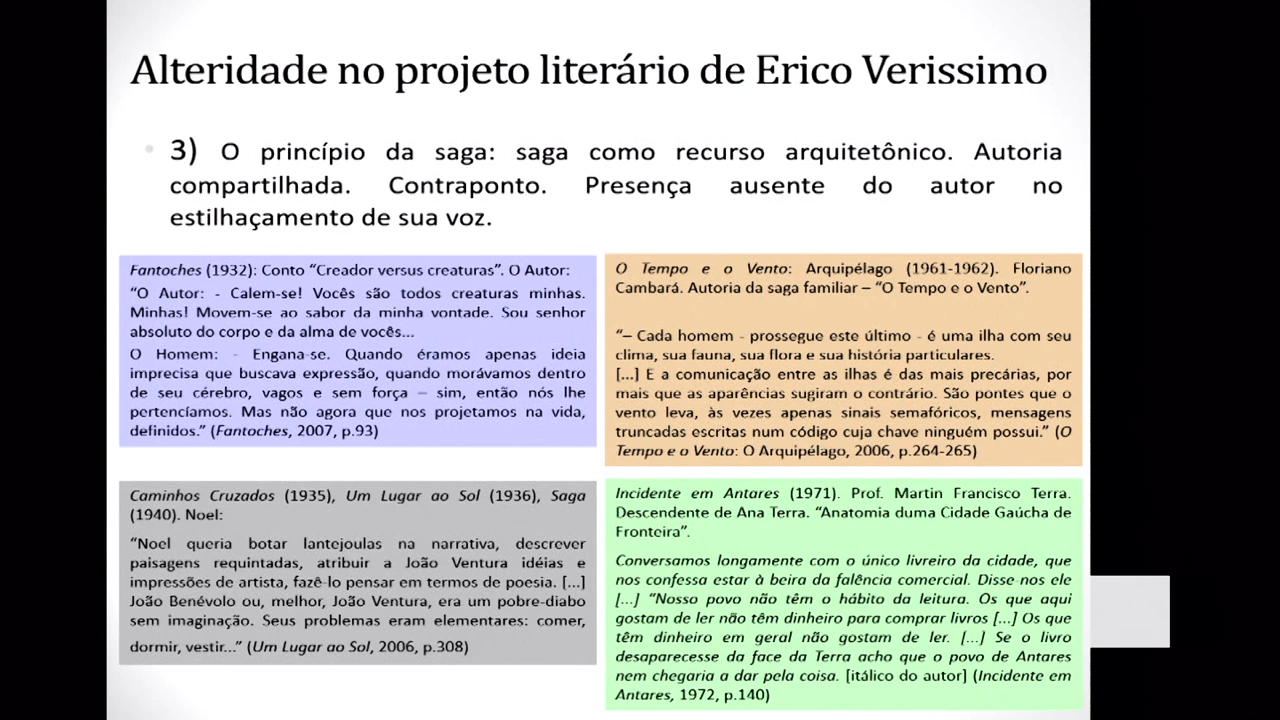 Alteridade no projeto literário de Erico Verissimo
3) O princípio da saga: saga como recurso arquitetônico. Autoria
compartilhada. Contraponto. Presença ausente do autor no
estilhaçamento de sua voz.
Fantoches (1932): Conto “Creador versus creaturas”. O Autor:
“O Autor: - Calem-se! Vocês são todos creaturas minhas.
Minhas! Movem-se ao sabor da minha vontade. Sou senhor
absoluto do corpo e da alma de vocês...
O Homem: - Engana-se. Quando éramos apenas ideia
imprecisa que buscava expressão, quando morávamos dentro
de seu cérebro, vagos e sem força – sim, então nós lhe
pertencíamos. Mas não agora que nos projetamos na vida,
definidos.” (Fantoches, 2007, p.93)
O Tempo e o Vento: Arquipélago (1961-1962). Floriano
Cambará. Autoria da saga familiar – “O Tempo e o Vento”.
“– Cada homem - prossegue este último - é uma ilha com seu
clima, sua fauna, sua flora e sua história particulares.
[...] E a comunicação entre as ilhas é das mais precárias, por
mais que as aparências sugiram o contrário. São pontes que o
vento leva, às vezes apenas sinais semafóricos, mensagens
truncadas escritas num código cuja chave ninguém possui.” (O
Tempo e o Vento: O Arquipélago, 2006, p.264-265)
Caminhos Cruzados (1935), Um Lugar ao Sol (1936), Saga
(1940). Noel:
“Noel queria botar lantejoulas na narrativa, descrever
paisagens requintadas, atribuir a João Ventura idéias e
impressões de artista, fazê-lo pensar em termos de poesia. [...]
João Benévolo ou, melhor, João Ventura, era um pobre-diabo
sem imaginação. Seus problemas eram elementares: comer,
dormir, vestir...” (Um Lugar ao Sol, 2006, p.308)
Incidente em Antares (1971). Prof. Martin Francisco Terra.
Descendente de Ana Terra. “Anatomia duma Cidade Gaúcha de
Fronteira”.
Conversamos longamente com o único livreiro da cidade, que
nos confessa estar à beira da falência comercial. Disse-nos ele
[...] “Nosso povo não têm o hábito da leitura. Os que aqui
gostam de ler não têm dinheiro para comprar livros [...] Os que
têm dinheiro em geral não gostam de ler. [...] Se o livro
desaparecesse da face da Terra acho que o povo de Antares
nem chegaria a dar pela coisa. [itálico do autor] (Incidente em
Antares, 1972, p.140)